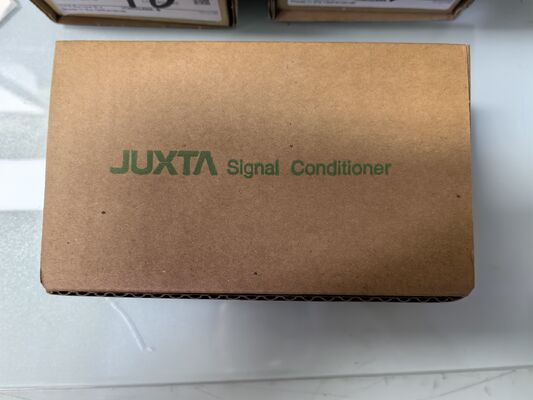 JUXTA Signal Conditioner